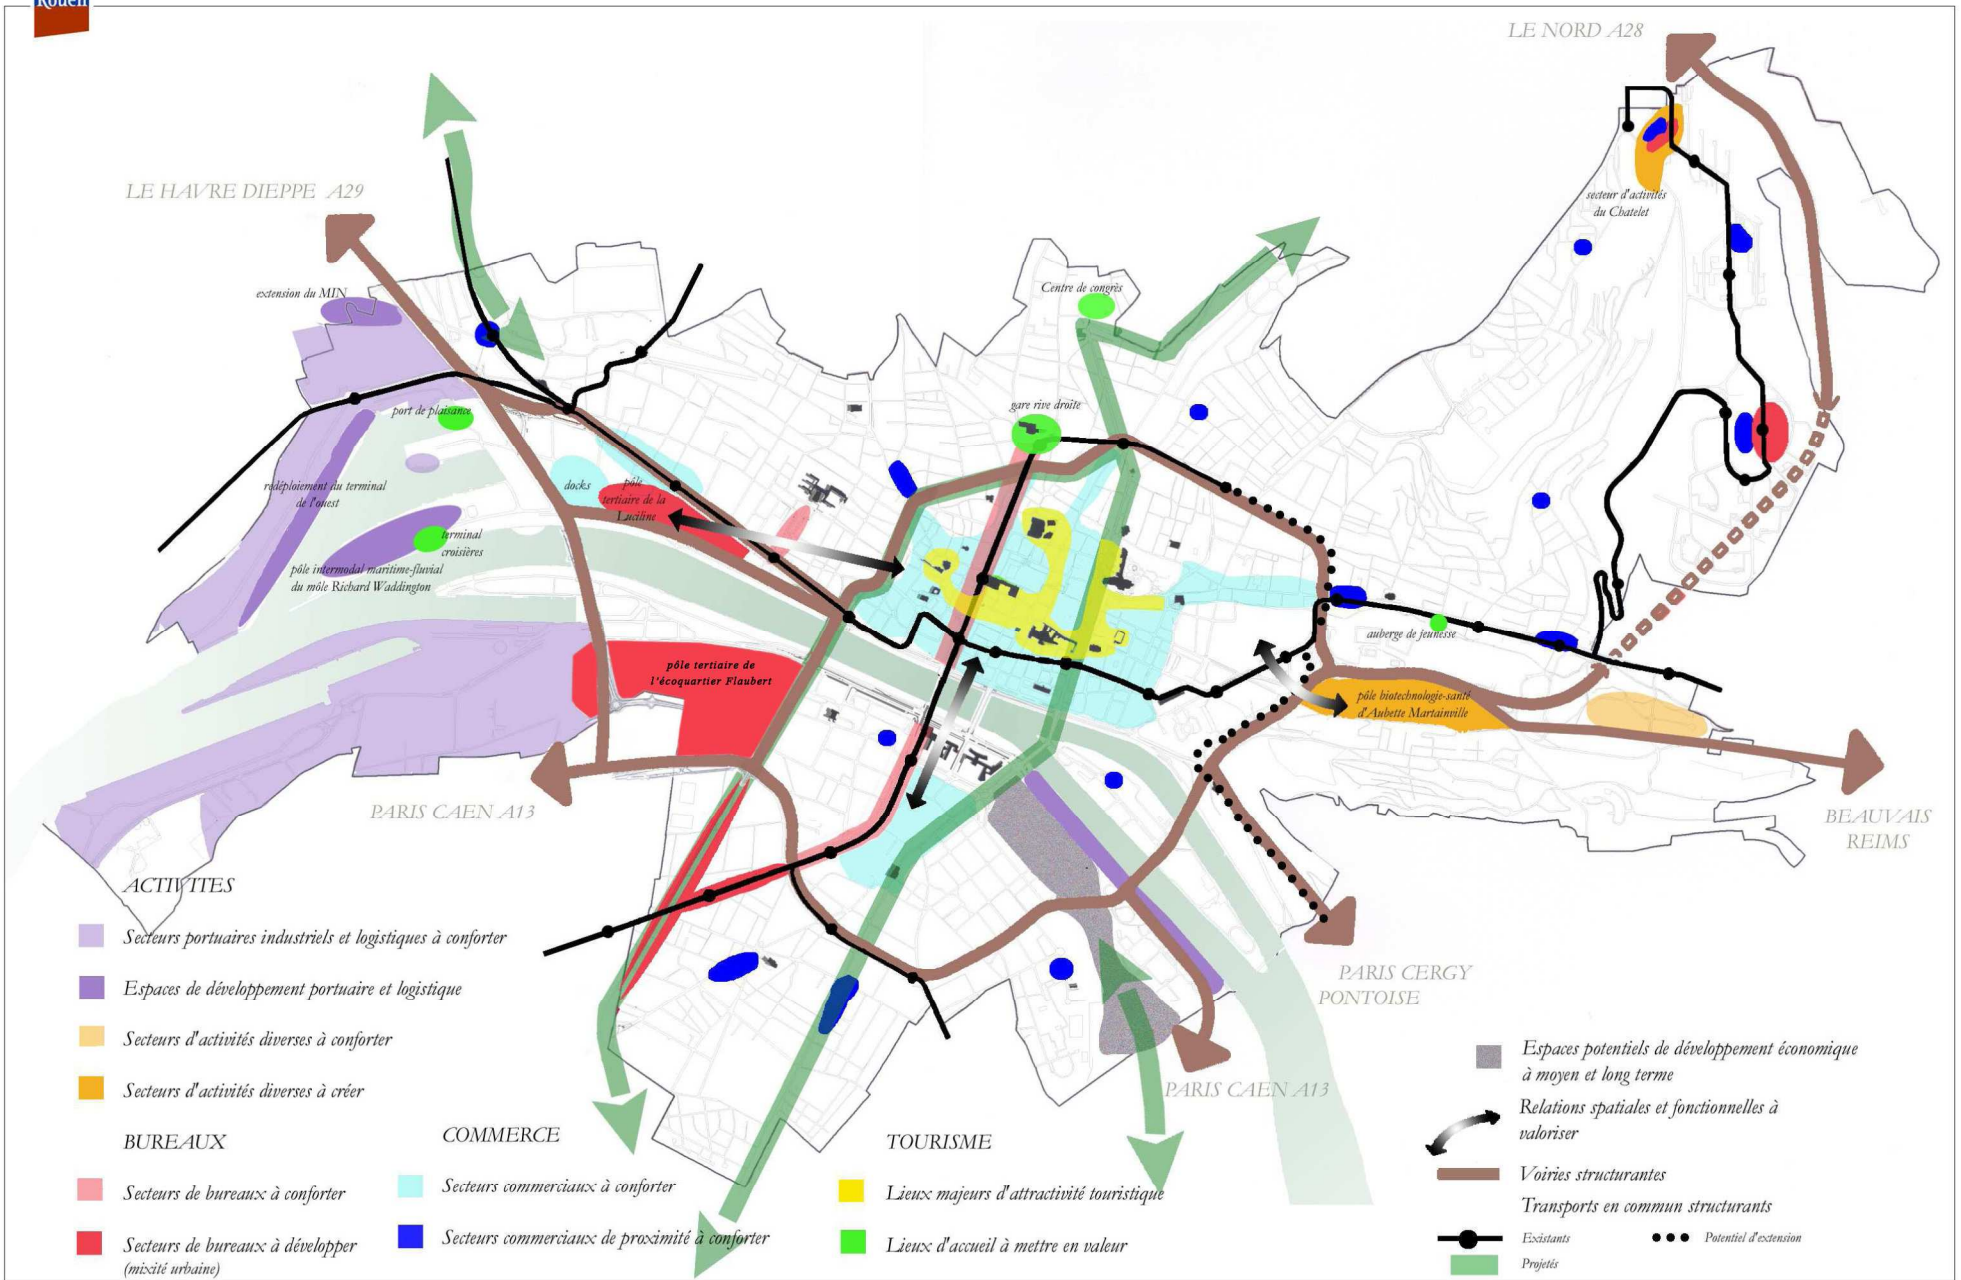 Rouen
LE NORD A28
LE HAVRE DIEPPE A29
secteur d'activités
du Chatelet
extension du MIN
Centre de congrès
port de plaisance
gare rive droite
redéploiement du terminal
de l'ouest
docks
pôle
tertiaire de la
Luciline
terminal
croisières
pôle intermodal maritime-fluvial
du môle Richard Waddington
auberge de jeunesse
pôle tertiaire de
l'écoquartier Flaubert
pôle biotechnologie-santé
d'Aubette Martainville
PARIS CAEN A13
BEAUVAIS
REIMS
PARIS CERGY
PONTOISE
PARIS CAEN A13
ACTIVITES
Secteurs portuaires industriels et logistiques à conforter
Espaces de développement portuaire et logistique
Secteurs d'activités diverses à conforter
Secteurs d'activités diverses à créer
BUREAUX
Secteurs de bureaux à conforter
Secteurs de bureaux à développer
(mixité urbaine)
COMMERCE
Secteurs commerciaux à conforter
Secteurs commerciaux de proximité à conforter
TOURISME
Lieux majeurs d'attractivité touristique
Lieux d'accueil à mettre en valeur
Espaces potentiels de développement économique
à moyen et long terme
Relations spatiales et fonctionnelles à
valoriser
Voiries structurantes
Transports en commun structurants
Existants
Potentiel d'extension
Projetés